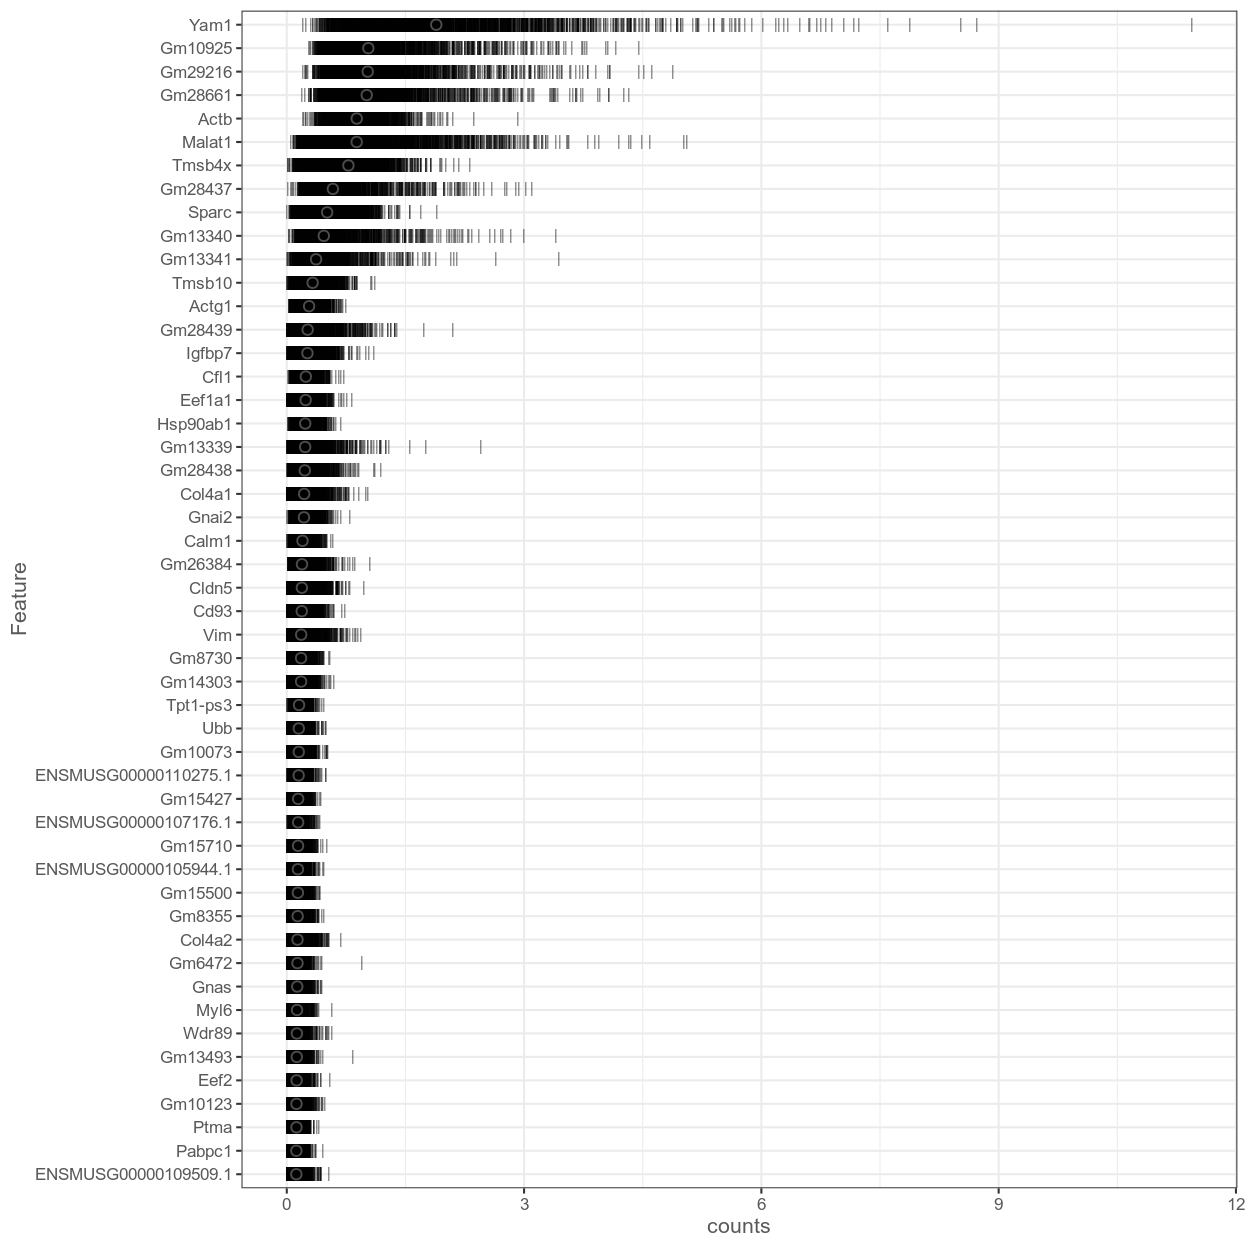 Yam1
Gm10925
Gm29216
Gm28661
Actb
Malat1
Tmsb4x
Gm28437
Sparc
Gm13340
Gm13341
Tmsb10
Actg1
Gm28439
Igfbp7
Cfl1
Eef1a1
Hsp90ab1
Gm13339
Gm28438
Col4a1
Gnai2
Calm1
Gm26384
Cldn5
Cd93
Vim
Gm8730
Gm14303
Tpt1-ps3
Ubb
Gm10073
ENSMUSG00000110275.1
Gm15427
ENSMUSG00000107176.1
Gm15710
ENSMUSG00000105944.1
Gm15500
Gm8355
Col4a2
Gm6472
Gnas
Myl6
Wdr89
Gm13493
Eef2
Gm10123
Ptma
Pabpc1
ENSMUSG00000109509.1
Feature
0 3 6 9 12
counts